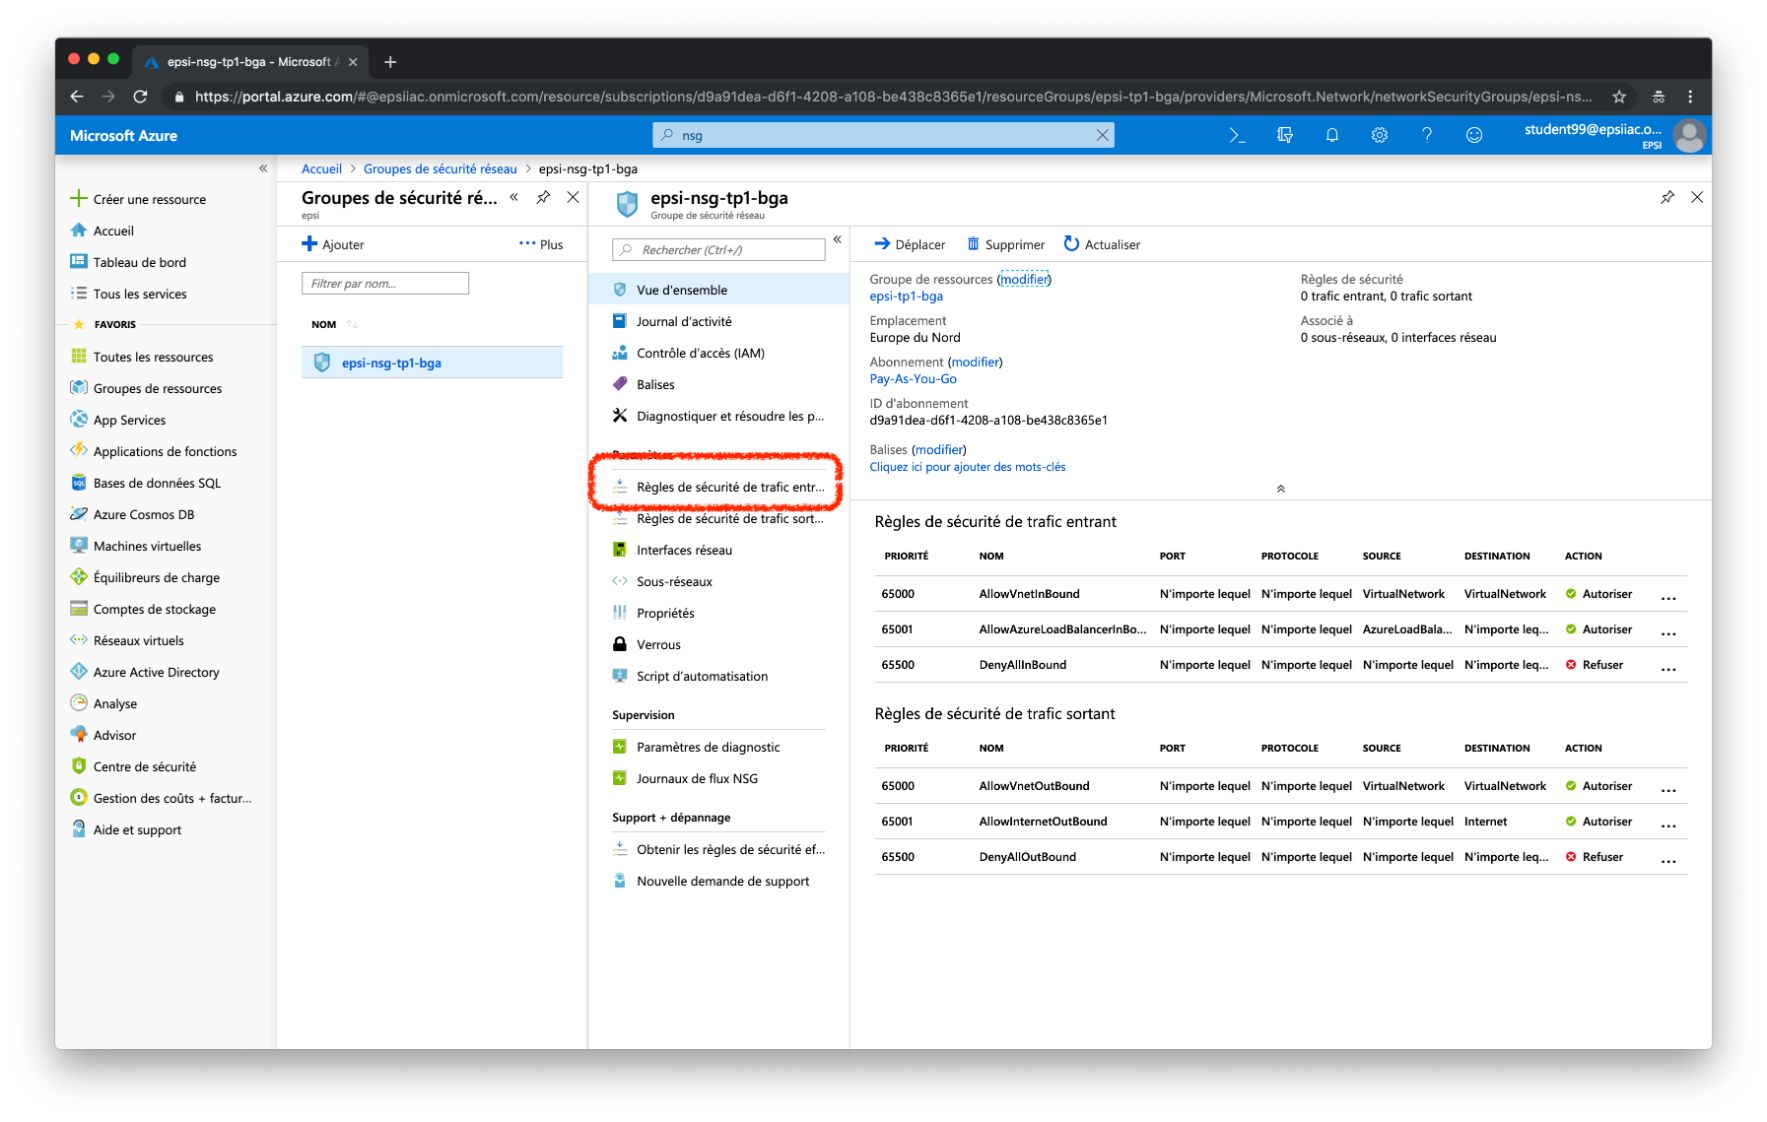 epsi-nsg-tp1-bga - Microsoft A
https://portal.azure.com/#@epsiiac.onmicrosoft.com/resource/subscriptions/d9a91dea-d6f1-4208-a108-be438c8365e1/resourceGroups/epsi-tp1-bga/providers/Microsoft.Network/networkSecurityGroups/epsi-ns...
Microsoft Azure
nsg
student99@epsiiac.o...
EPSI
Créer une ressource
Accueil
Tableau de bord
Tous les services
FAVORIS
Toutes les ressources
Groupes de ressources
App Services
Applications de fonctions
Bases de données SQL
Azure Cosmos DB
Machines virtuelles
Équilibreurs de charge
Comptes de stockage
Réseaux virtuels
Azure Active Directory
Analyse
Advisor
Centre de sécurité
Gestion des coûts + factur...
Aide et support
Accueil > Groupes de sécurité réseau > epsi-nsg-tp1-bga
Groupes de sécurité ré...
epsi
Ajouter ... Plus
Filtrer par nom...
NOM
epsi-nsg-tp1-bga
epsi-nsg-tp1-bga
Groupe de sécurité réseau
Rechercher (Ctrl+/)
Vue d'ensemble
Journal d'activité
Contrôle d'accès (IAM)
Balises
Diagnostiquer et résoudre les p...
Paramètres
Règles de sécurité de trafic entr...
Règles de sécurité de trafic sort...
Interfaces réseau
Sous-réseaux
Propriétés
Verrous
Script d'automatisation
Supervision
Paramètres de diagnostic
Journaux de flux NSG
Support + dépannage
Obtenir les règles de sécurité ef...
Nouvelle demande de support
Déplacer Supprimer Actualiser
Groupe de ressources (modifier)
epsi-tp1-bga
Emplacement
Europe du Nord
Abonnement (modifier)
Pay-As-You-Go
ID d'abonnement
d9a91dea-d6f1-4208-a108-be438c8365e1
Balises (modifier)
Cliquez ici pour ajouter des mots-clés
Règles de sécurité
0 trafic entrant, 0 trafic sortant
Associé à
0 sous-réseaux, 0 interfaces réseau
Règles de sécurité de trafic entrant
PRIORITÉ NOM PORT PROTOCOLE SOURCE DESTINATION ACTION
65000 AllowVnetInBound N'importe lequel N'importe lequel VirtualNetwork VirtualNetwork Autoriser ...
65001 AllowAzureLoadBalancerInBo... N'importe lequel N'importe lequel AzureLoadBala... N'importe leq... Autoriser ...
65500 DenyAllInBound N'importe lequel N'importe lequel N'importe lequel N'importe leq... Refuser ...
Règles de sécurité de trafic sortant
PRIORITÉ NOM PORT PROTOCOLE SOURCE DESTINATION ACTION
65000 AllowVnetOutBound N'importe lequel N'importe lequel VirtualNetwork VirtualNetwork Autoriser ...
65001 AllowInternetOutBound N'importe lequel N'importe lequel N'importe lequel Internet Autoriser ...
65500 DenyAllOutBound N'importe lequel N'importe lequel N'importe lequel N'importe leq... Refuser ...